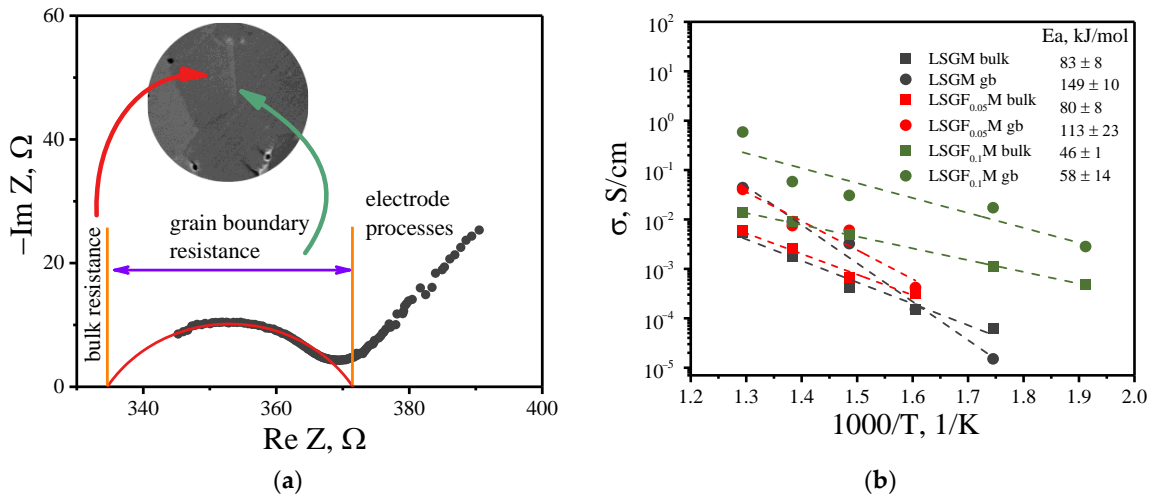 60
40
20
0
340
360
380
400
−Im Z, Ω
Re Z, Ω
bulk resistance
grain boundary
resistance
electrode
processes
(a)
10²
10¹
10⁰
10⁻¹
10⁻²
10⁻³
10⁻⁴
10⁻⁵
1.2
1.3
1.4
1.5
1.6
1.7
1.8
1.9
2.0
σ, S/cm
1000/T, 1/K
Ea, kJ/mol
LSGM bulk 83 ± 8
LSGM gb 149 ± 10
LSGF₀.₀₅M bulk 80 ± 8
LSGF₀.₀₅M gb 113 ± 23
LSGF₀.₁M bulk 46 ± 1
LSGF₀.₁M gb 58 ± 14
(b)